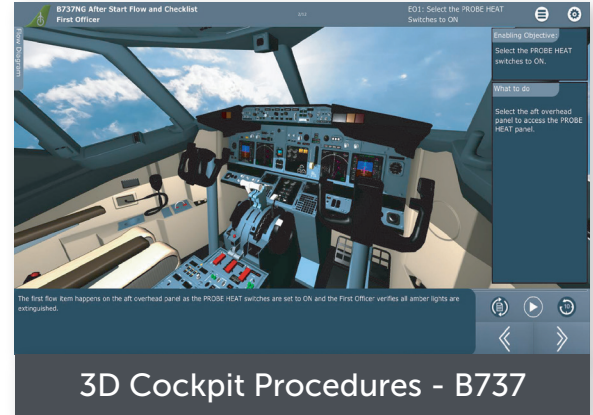 B737NG After Start Flow and Checklist
First Officer
EO1: Select the PROBE HEAT
Switches to ON
Flow Diagram
Enabling Objective:
Select the PROBE HEAT
switches to ON.
What to do
Select the aft overhead
panel to access the PROBE
HEAT panel.
The first flow item happens on the aft overhead panel as the PROBE HEAT switches are set to ON and the First Officer verifies all amber lights are
extinguished.
10
3D Cockpit Procedures - B737